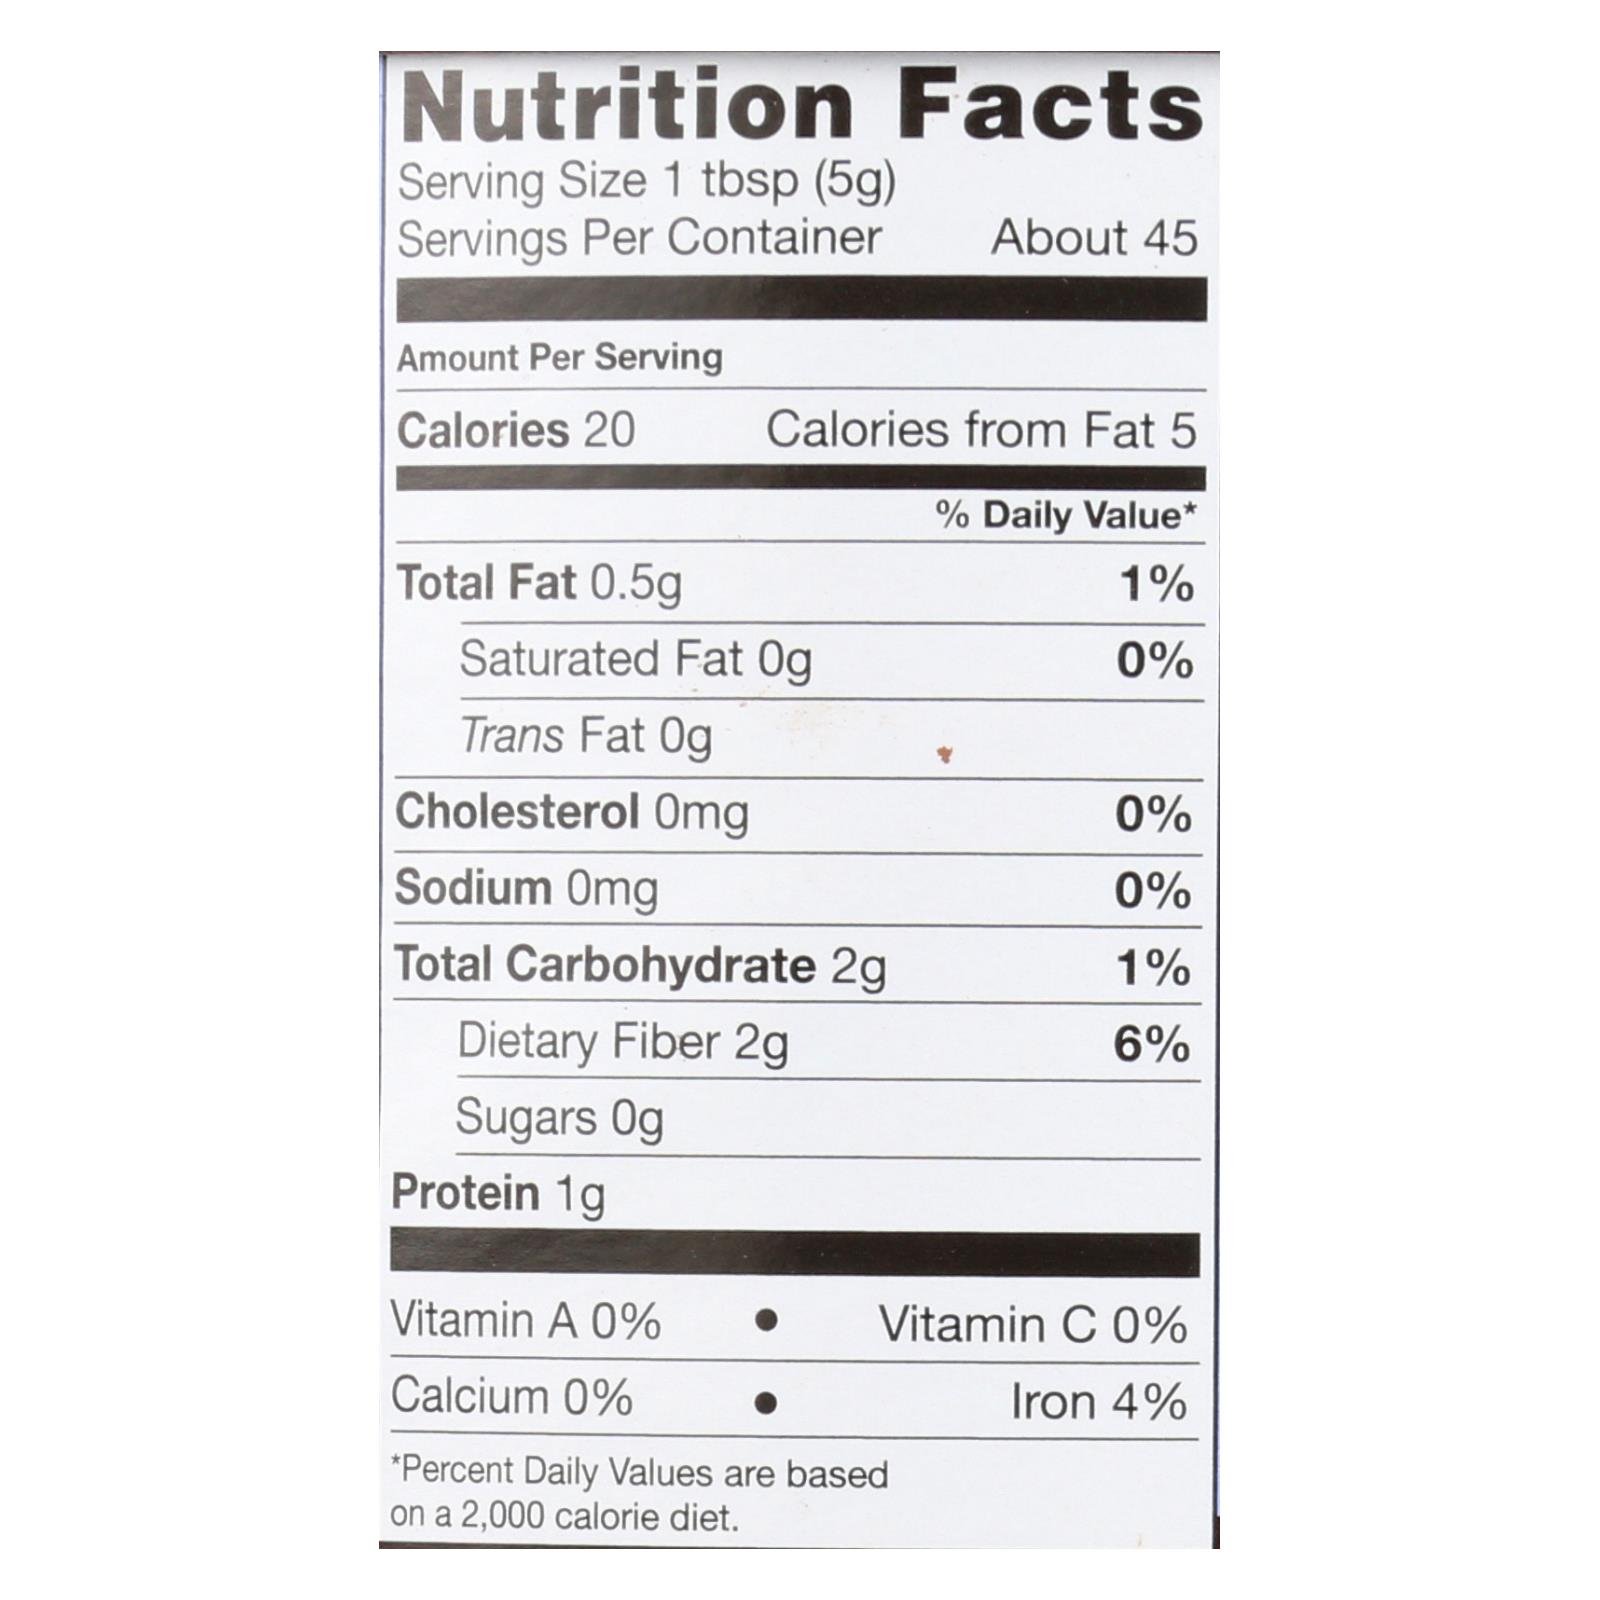 Nutrition Facts
Serving Size 1 tbsp (5g)
Servings Per Container About 45
Amount Per Serving
Calories 20 Calories from Fat 5
% Daily Value*
Total Fat 0.5g 1%
Saturated Fat 0g 0%
Trans Fat 0g
Cholesterol 0mg 0%
Sodium 0mg 0%
Total Carbohydrate 2g 1%
Dietary Fiber 2g 6%
Sugars 0g
Protein 1g
Vitamin A 0% • Vitamin C 0%
Calcium 0% • Iron 4%
*Percent Daily Values are based
on a 2,000 calorie diet.